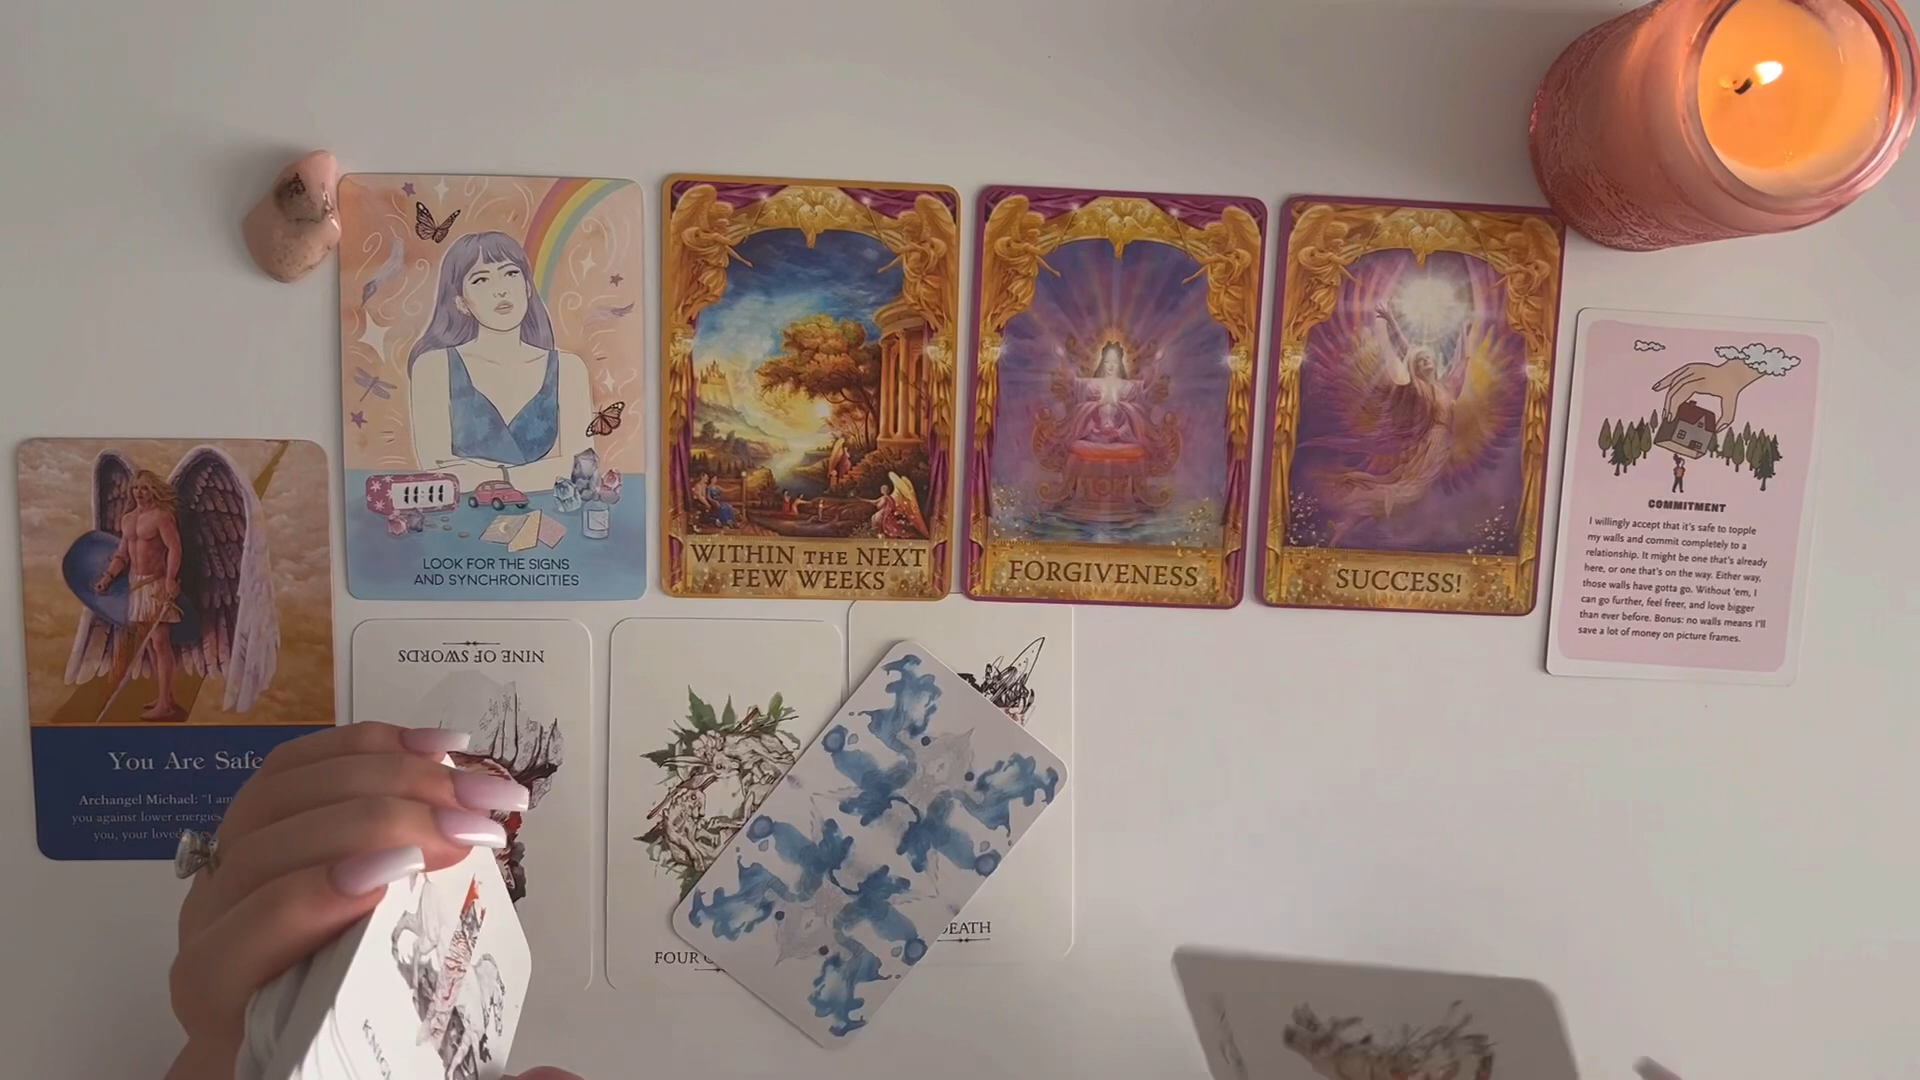 11:11
LOOK FOR THE SIGNS
AND SYNCHRONICITIES
WITHIN THE NEXT
FEW WEEKS
FORGIVENESS
SUCCESS!
COMMITMENT
I willingly accept that it's safe to topple
my walls and commit completely to a
relationship. It might be one that's already
here, or one that's on the way. Either way,
those walls have gotta go. Without 'em, I
can go further, feel freer, and love bigger
than ever before. Bonus: no walls means I'll
save a lot of money on picture frames.
You Are Safe
Archangel Michael: "I am
you against lower energies
you, your loved
NINE OF SWORDS
FOUR
DEATH
KNIG